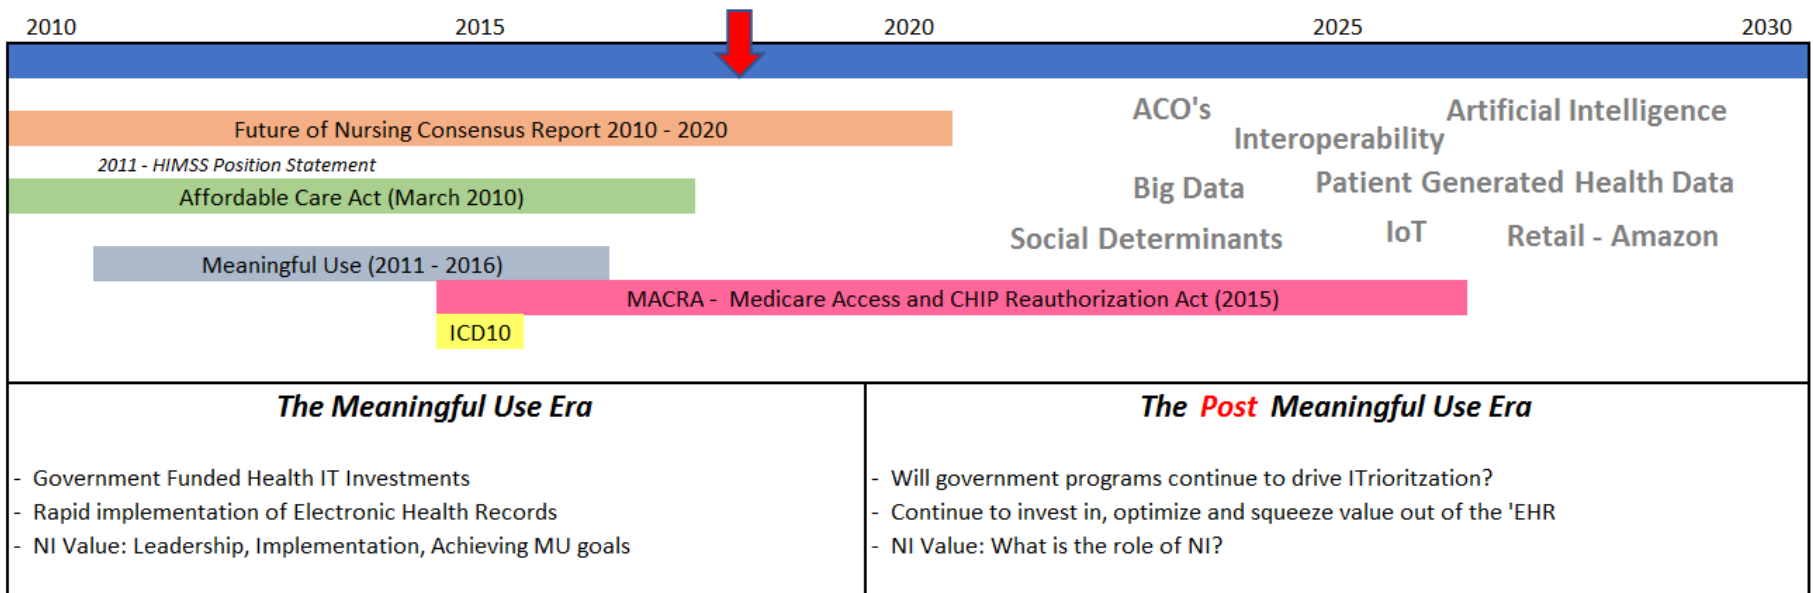 2010 2015 2020 2025 2030
Future of Nursing Consensus Report 2010 - 2020
2011 - HIMSS Position Statement
Affordable Care Act (March 2010)
Meaningful Use (2011 - 2016)
MACRA - Medicare Access and CHIP Reauthorization Act (2015)
ICD10
ACO's
Artificial Intelligence
Interoperability
Big Data
Patient Generated Health Data
Social Determinants
IoT
Retail - Amazon
The Meaningful Use Era
- Government Funded Health IT Investments
- Rapid implementation of Electronic Health Records
- NI Value: Leadership, Implementation, Achieving MU goals
The Post Meaningful Use Era
- Will government programs continue to drive ITrioritzation?
- Continue to invest in, optimize and squeeze value out of the 'EHR
- NI Value: What is the role of NI?